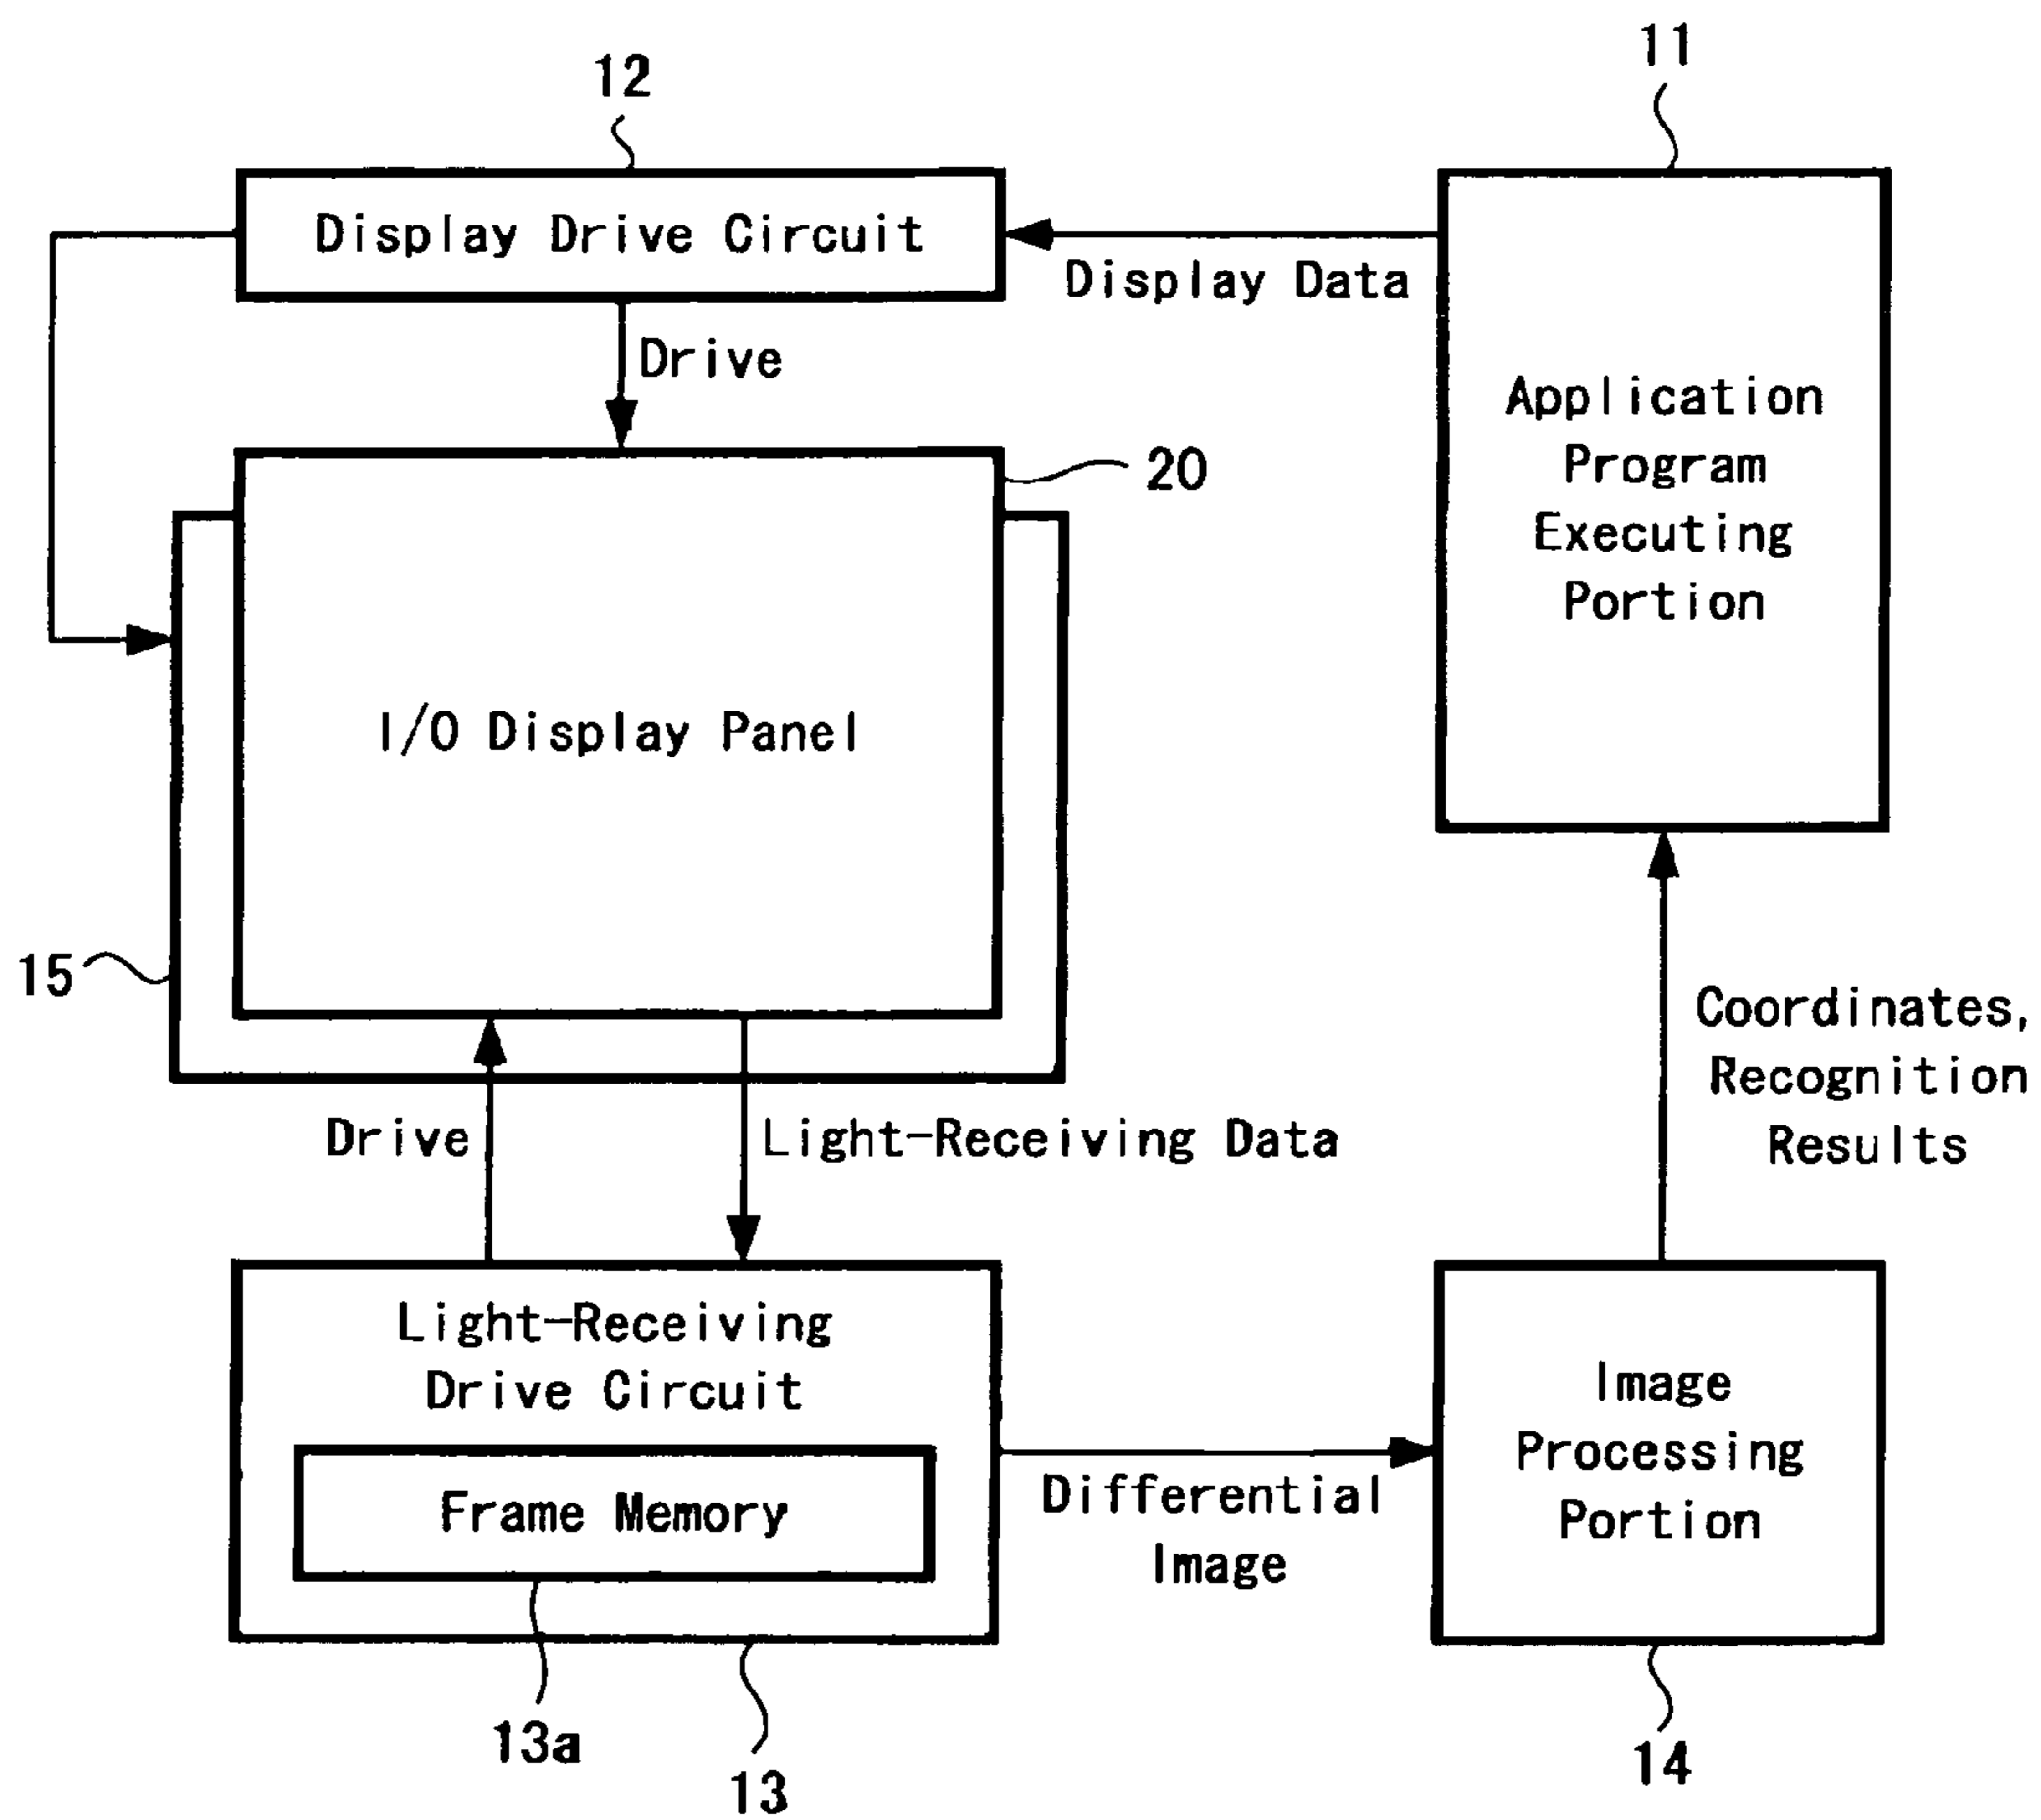 11
12
Display Drive Circuit
Display Data
Drive
Application
Program
Executing
Portion
20
I/O Display Panel
15
Coordinates,
Recognition
Results
Drive
Light-Receiving Data
Light-Receiving
Drive Circuit
Frame Memory
Differential
Image
Image
Processing
Portion
13a
13
14